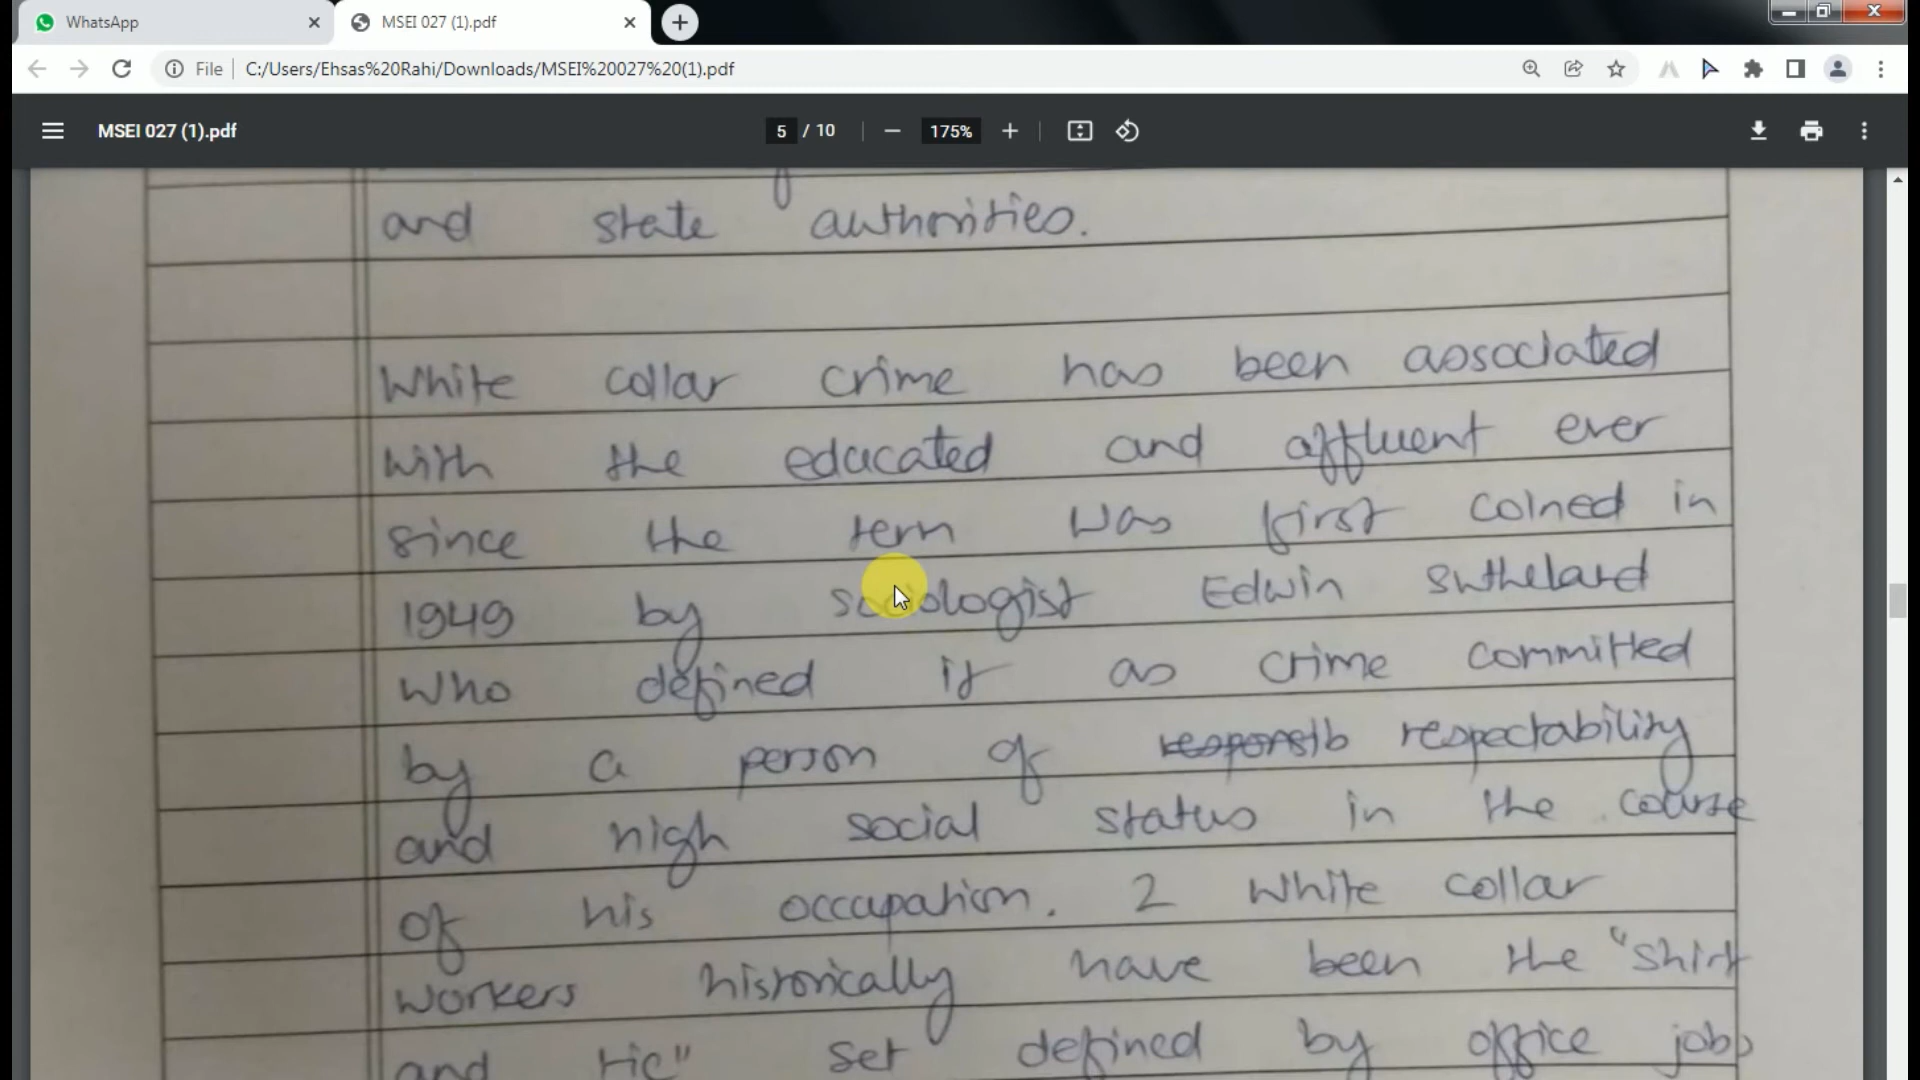 WhatsApp
MSEI 027 (1).pdf
File
C:/Users/Ehsas%20Rahi/Downloads/MSEI%20027%20(1).pdf
MSEI 027 (1).pdf
5 / 10
175%
and state authorities.
White collar crime has been associated
with the educated and affluent ever
since the term was first coined in
1949 by sociologist Edwin Suthelard
who defined it as crime committed
by a person of responsib respectability
and high social status in the course
of his occupation. 2 White collar
workers historically have been the "shirt
and tie" set defined by office jobs